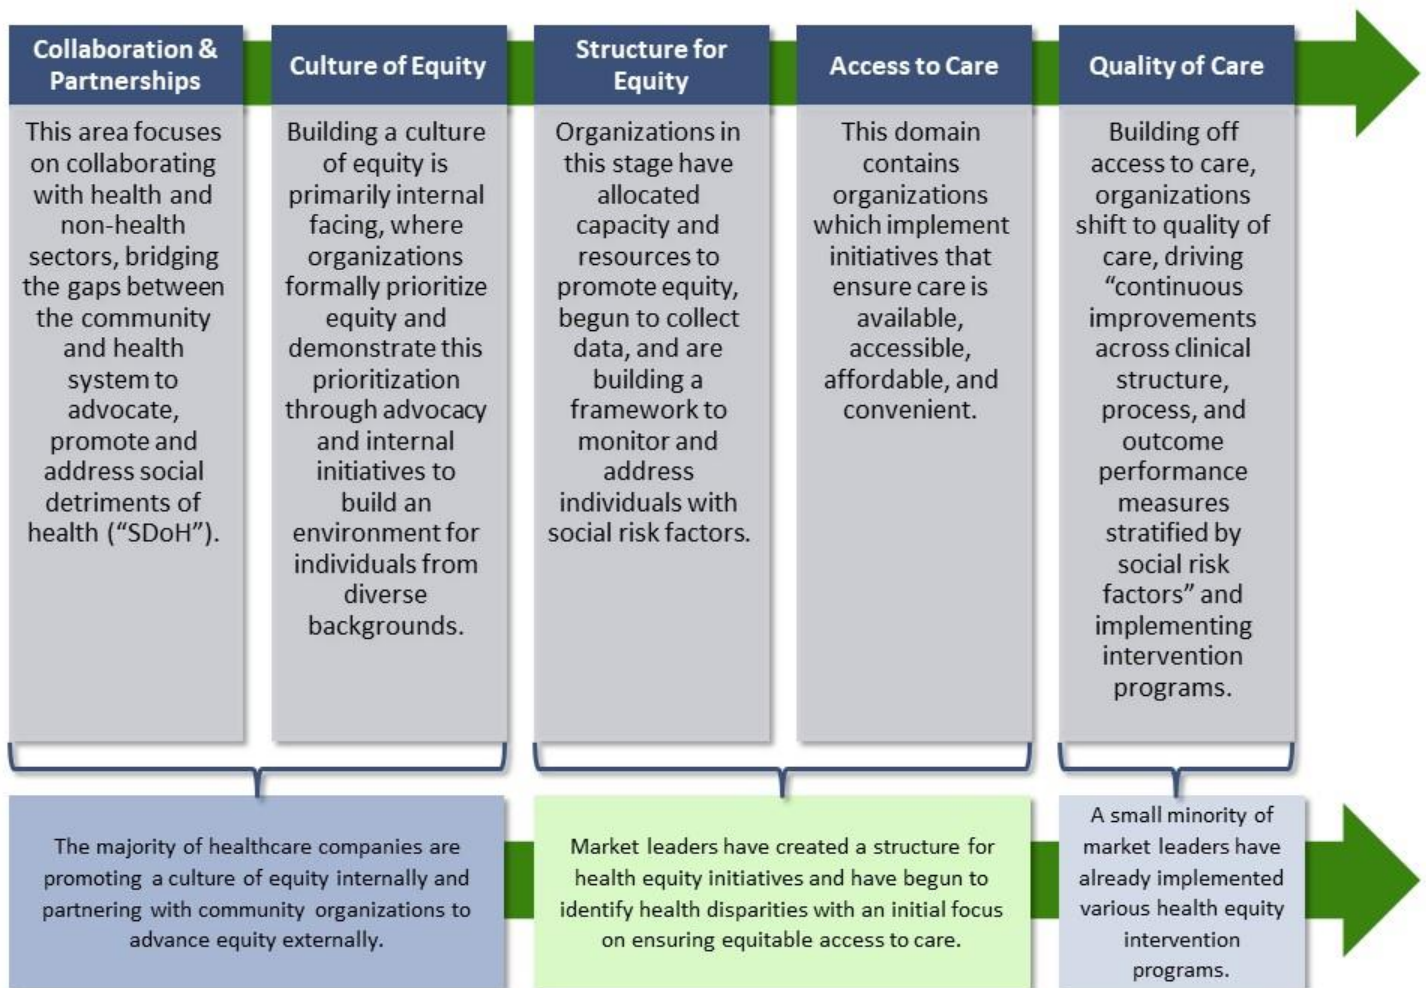 Collaboration &
Partnerships
This area focuses
on collaborating
with health and
non-health
sectors, bridging
the gaps between
the community
and health
system to
advocate,
promote and
address social
detriments of
health (“SDoH”).
Culture of Equity
Building a culture
of equity is
primarily internal
facing, where
organizations
formally prioritize
equity and
demonstrate this
prioritization
through advocacy
and internal
initiatives to
build an
environment for
individuals from
diverse
backgrounds.
Structure for
Equity
Organizations in
this stage have
allocated
capacity and
resources to
promote equity,
begun to collect
data, and are
building a
framework to
monitor and
address
individuals with
social risk factors.
Access to Care
This domain
contains
organizations
which implement
initiatives that
ensure care is
available,
accessible,
affordable, and
convenient.
Quality of Care
Building off
access to care,
organizations
shift to quality of
care, driving
“continuous
improvements
across clinical
structure,
process, and
outcome
performance
measures
stratified by
social risk
factors” and
implementing
intervention
programs.
The majority of healthcare companies are
promoting a culture of equity internally and
partnering with community organizations to
advance equity externally.
Market leaders have created a structure for
health equity initiatives and have begun to
identify health disparities with an initial focus
on ensuring equitable access to care.
A small minority of
market leaders have
already implemented
various health equity
intervention
programs.